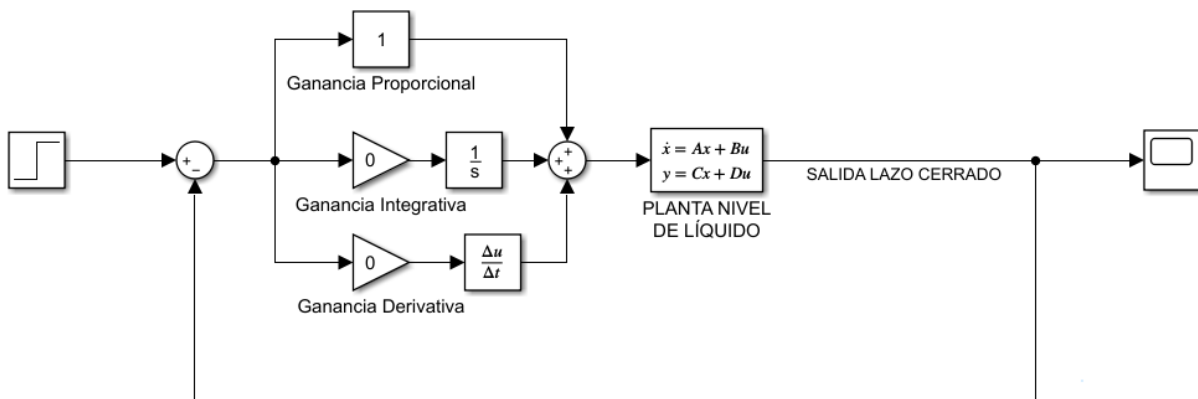 1
Ganancia Proporcional
+
−
0
1
s
+
+
+
ẋ = Ax + Bu
y = Cx + Du
SALIDA LAZO CERRADO
Ganancia Integrativa
PLANTA NIVEL
DE LÍQUIDO
0
Δu
Δt
Ganancia Derivativa